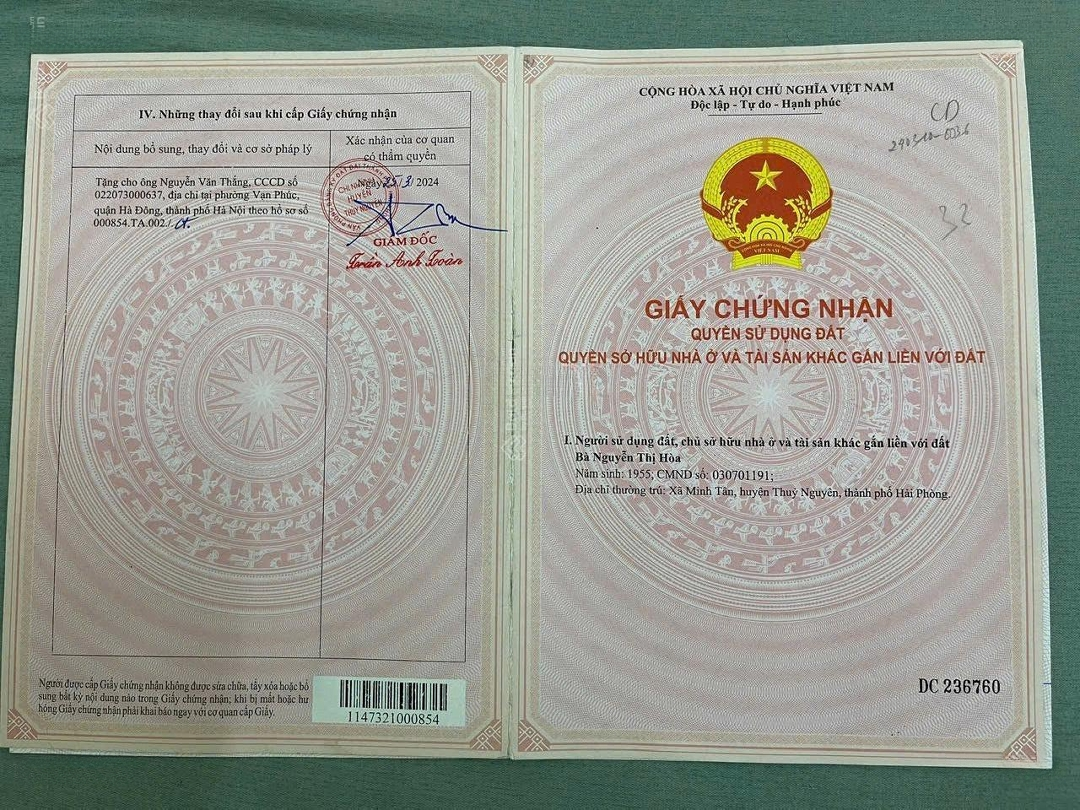 IV. Những thay đổi sau khi cấp Giấy chứng nhận
Nội dung bổ sung, thay đổi và cơ sở pháp lý
Xác nhận của cơ quan
có thẩm quyền
Tặng cho ông Nguyễn Văn Thắng, CCCD số
022073000637, địa chỉ tại phường Vạn Phúc,
quận Hà Đông, thành phố Hà Nội theo hồ sơ số
000854.TA.002./.
Ngày 25/3/2024
CHI NHÁNH
HUYỆN
THUỶ NGUYÊN
GIÁM ĐỐC
Trần Anh Toàn
Người được cấp Giấy chứng nhận không được sửa chữa, tẩy xóa hoặc bổ
sung bất kỳ nội dung nào trong Giấy chứng nhận; khi bị mất hoặc hư
hỏng Giấy chứng nhận phải khai báo ngay với cơ quan cấp Giấy.
1147321000854
CỘNG HÒA XÃ HỘI CHỦ NGHĨA VIỆT NAM
Độc lập - Tự do - Hạnh phúc
CD
33
GIẤY CHỨNG NHẬN
QUYỀN SỬ DỤNG ĐẤT
QUYỀN SỞ HỮU NHÀ Ở VÀ TÀI SẢN KHÁC GẮN LIỀN VỚI ĐẤT
I. Người sử dụng đất, chủ sở hữu nhà ở và tài sản khác gắn liền với đất
Bà Nguyễn Thị Hòa
Năm sinh: 1955; CMND số: 030701191;
Địa chỉ thường trú: Xã Minh Tân, huyện Thuỷ Nguyên, thành phố Hải Phòng.
DC 236760